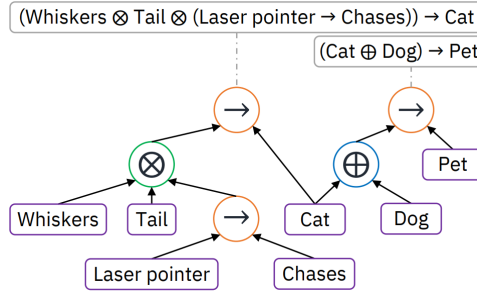 (Whiskers ⊗ Tail ⊗ (Laser pointer → Chases)) → Cat
(Cat ⊕ Dog) → Pet
→
→
⊗
⊕
Pet
Whiskers
Tail
→
Cat
Dog
Laser pointer
Chases